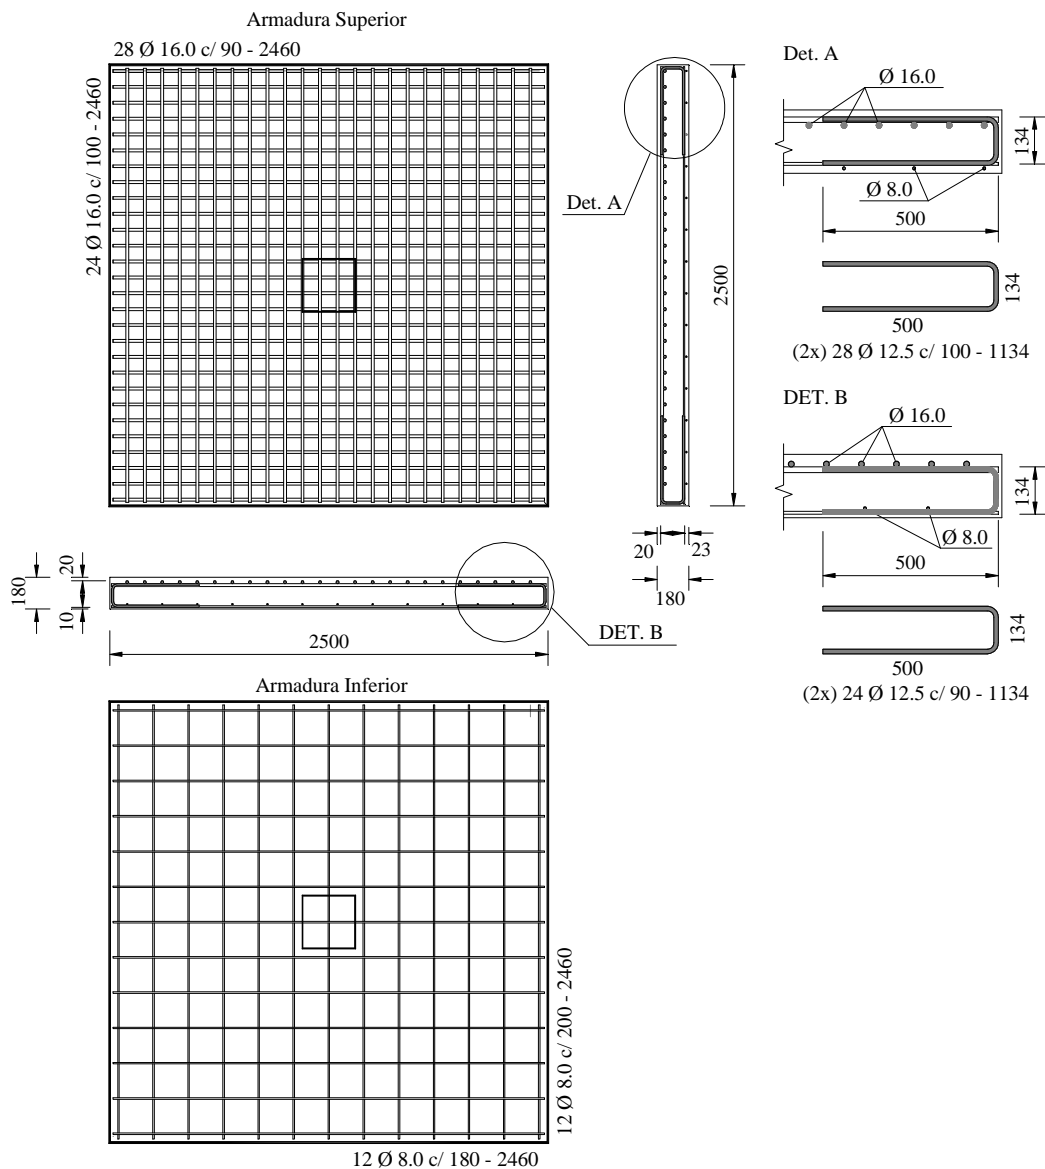 Armadura Superior
28 Ø 16.0 c/ 90 - 2460
24 Ø 16.0 c/ 100 - 2460
Det. A
2500
20
23
180
Det. A
Ø 16.0
134
Ø 8.0
500
134
500
(2x) 28 Ø 12.5 c/ 100 - 1134
DET. B
Ø 16.0
134
Ø 8.0
500
134
500
(2x) 24 Ø 12.5 c/ 90 - 1134
20
180
10
DET. B
2500
Armadura Inferior
12 Ø 8.0 c/ 200 - 2460
12 Ø 8.0 c/ 180 - 2460